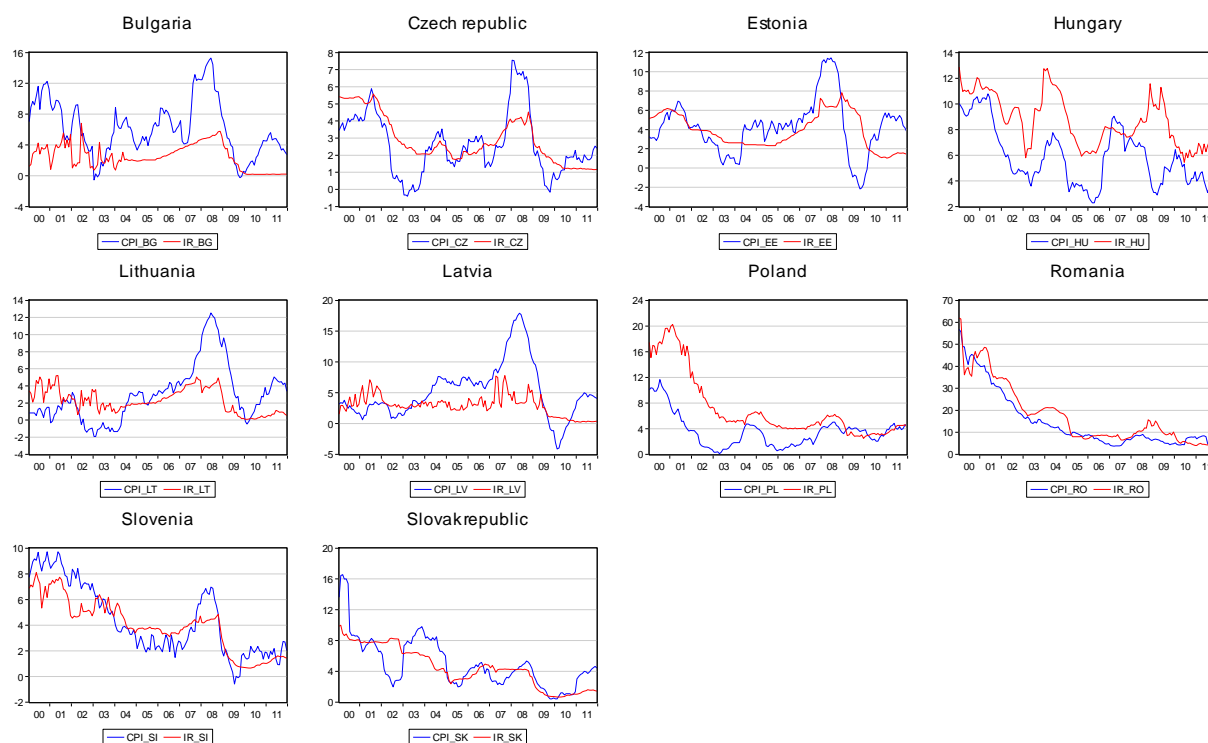 Bulgaria
16
12
8
4
0
-4
00 01 02 03 04 05 06 07 08 09 10 11
CPI_BG IR_BG
Czech republic
8
7
6
5
4
3
2
1
0
-1
00 01 02 03 04 05 06 07 08 09 10 11
CPI_CZ IR_CZ
Estonia
12
10
8
6
4
2
0
-2
-4
00 01 02 03 04 05 06 07 08 09 10 11
CPI_EE IR_EE
Hungary
14
12
10
8
6
4
2
00 01 02 03 04 05 06 07 08 09 10 11
CPI_HU IR_HU
Lithuania
14
12
10
8
6
4
2
0
-2
-4
00 01 02 03 04 05 06 07 08 09 10 11
CPI_LT IR_LT
Latvia
20
15
10
5
0
-5
00 01 02 03 04 05 06 07 08 09 10 11
CPI_LV IR_LV
Poland
24
20
16
12
8
4
0
00 01 02 03 04 05 06 07 08 09 10 11
CPI_PL IR_PL
Romania
70
60
50
40
30
20
10
0
00 01 02 03 04 05 06 07 08 09 10 11
CPI_RO IR_RO
Slovenia
10
8
6
4
2
0
-2
00 01 02 03 04 05 06 07 08 09 10 11
CPI_SI IR_SI
Slovak republic
20
16
12
8
4
0
00 01 02 03 04 05 06 07 08 09 10 11
CPI_SK IR_SK